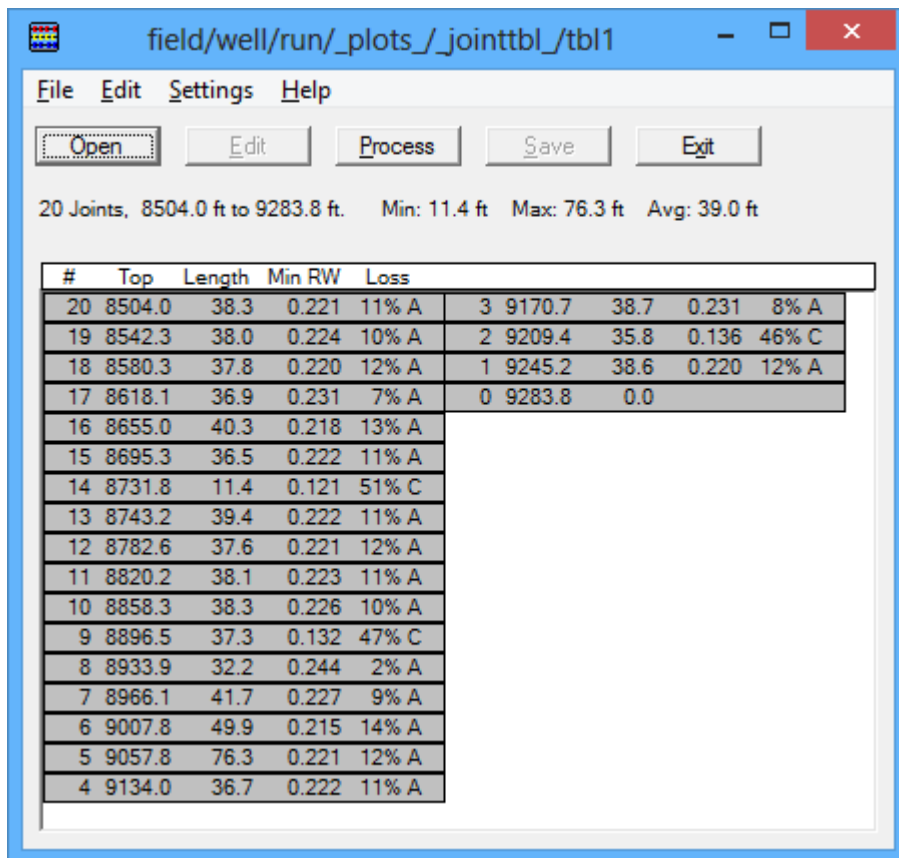 field/well/run/_plots_/_jointtbl_/tbl1
File Edit Settings Help
Open Edit Process Save Exit
20 Joints, 8504.0 ft to 9283.8 ft. Min: 11.4 ft Max: 76.3 ft Avg: 39.0 ft
# Top Length Min RW Loss
20 8504.0 38.3 0.221 11% A 3 9170.7 38.7 0.231 8% A
19 8542.3 38.0 0.224 10% A 2 9209.4 35.8 0.136 46% C
18 8580.3 37.8 0.220 12% A 1 9245.2 38.6 0.220 12% A
17 8618.1 36.9 0.231 7% A 0 9283.8 0.0
16 8655.0 40.3 0.218 13% A
15 8695.3 36.5 0.222 11% A
14 8731.8 11.4 0.121 51% C
13 8743.2 39.4 0.222 11% A
12 8782.6 37.6 0.221 12% A
11 8820.2 38.1 0.223 11% A
10 8858.3 38.3 0.226 10% A
9 8896.5 37.3 0.132 47% C
8 8933.9 32.2 0.244 2% A
7 8966.1 41.7 0.227 9% A
6 9007.8 49.9 0.215 14% A
5 9057.8 76.3 0.221 12% A
4 9134.0 36.7 0.222 11% A